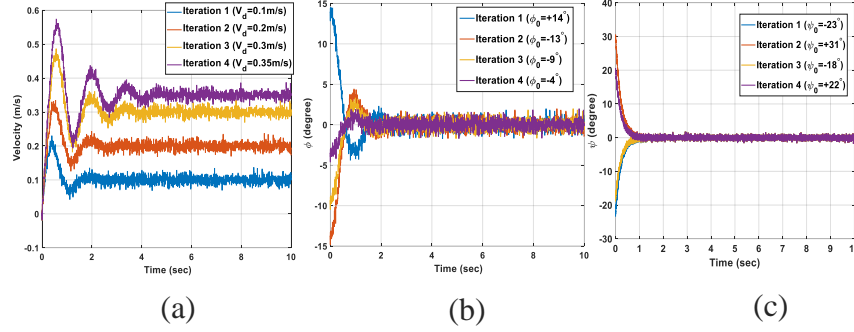 Iteration 1 (V_d=0.1m/s)
Iteration 2 (V_d=0.2m/s)
Iteration 3 (V_d=0.3m/s)
Iteration 4 (V_d=0.35m/s)
0.6
0.5
0.4
0.3
0.2
0.1
0
-0.1
Velocity (m/s)
0 2 4 6 8 10
Time (sec)
(a)
Iteration 1 (ϕ_0=+14°)
Iteration 2 (ϕ_0=-13°)
Iteration 3 (ϕ_0=-9°)
Iteration 4 (ϕ_0=-4°)
15
10
5
0
-5
-10
-15
ϕ (degree)
0 2 4 6 8 10
Time (sec)
(b)
Iteration 1 (ψ_0=-23°)
Iteration 2 (ψ_0=+31°)
Iteration 3 (ψ_0=-18°)
Iteration 4 (ψ_0=+22°)
40
30
20
10
0
-10
-20
-30
ψ (degree)
0 1 2 3 4 5 6 7 8 9 10
Time (sec)
(c)